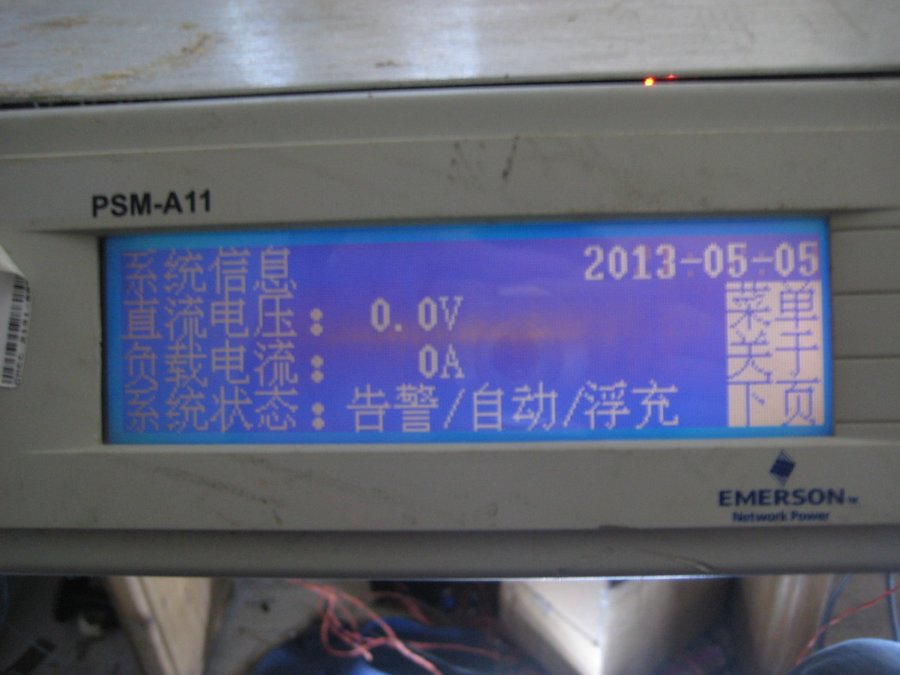 PSM-A11
系统信息 2013-05-05
直流电压： 0.0V 菜单
负载电流： 0A 关于
系统状态：告警/自动/浮充 下页
EMERSON™
Network Power